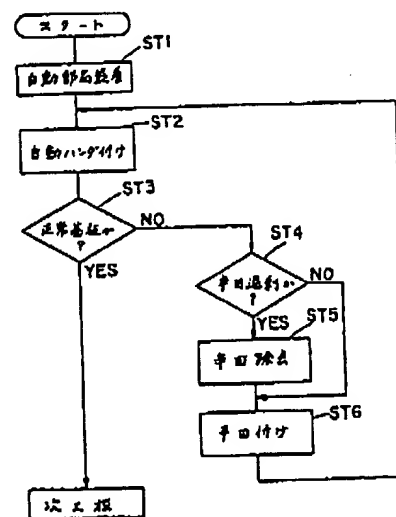 スタート
ST1
自動部品装着
ST2
自動ハンダ付け
ST3
正常基板か
?
NO
YES
ST4
半田過剰か
?
NO
YES
ST5
半田除去
ST6
半田付け
次工程